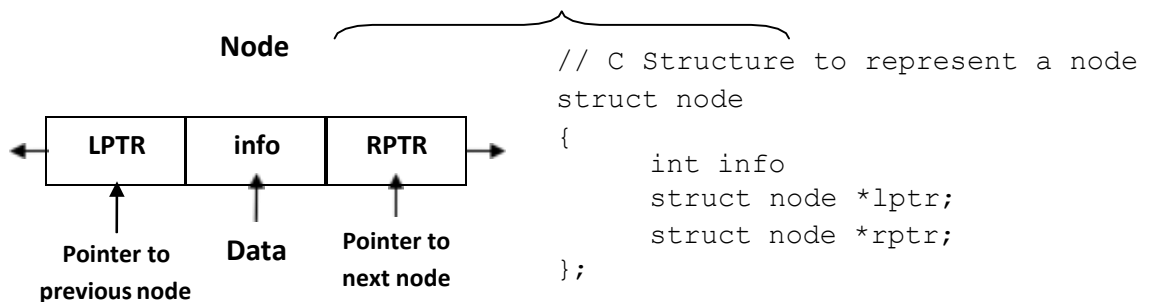 Node
LPTR info RPTR
Pointer to
previous node
Data
Pointer to
next node
// C Structure to represent a node
struct node
{
int info
struct node *lptr;
struct node *rptr;
};